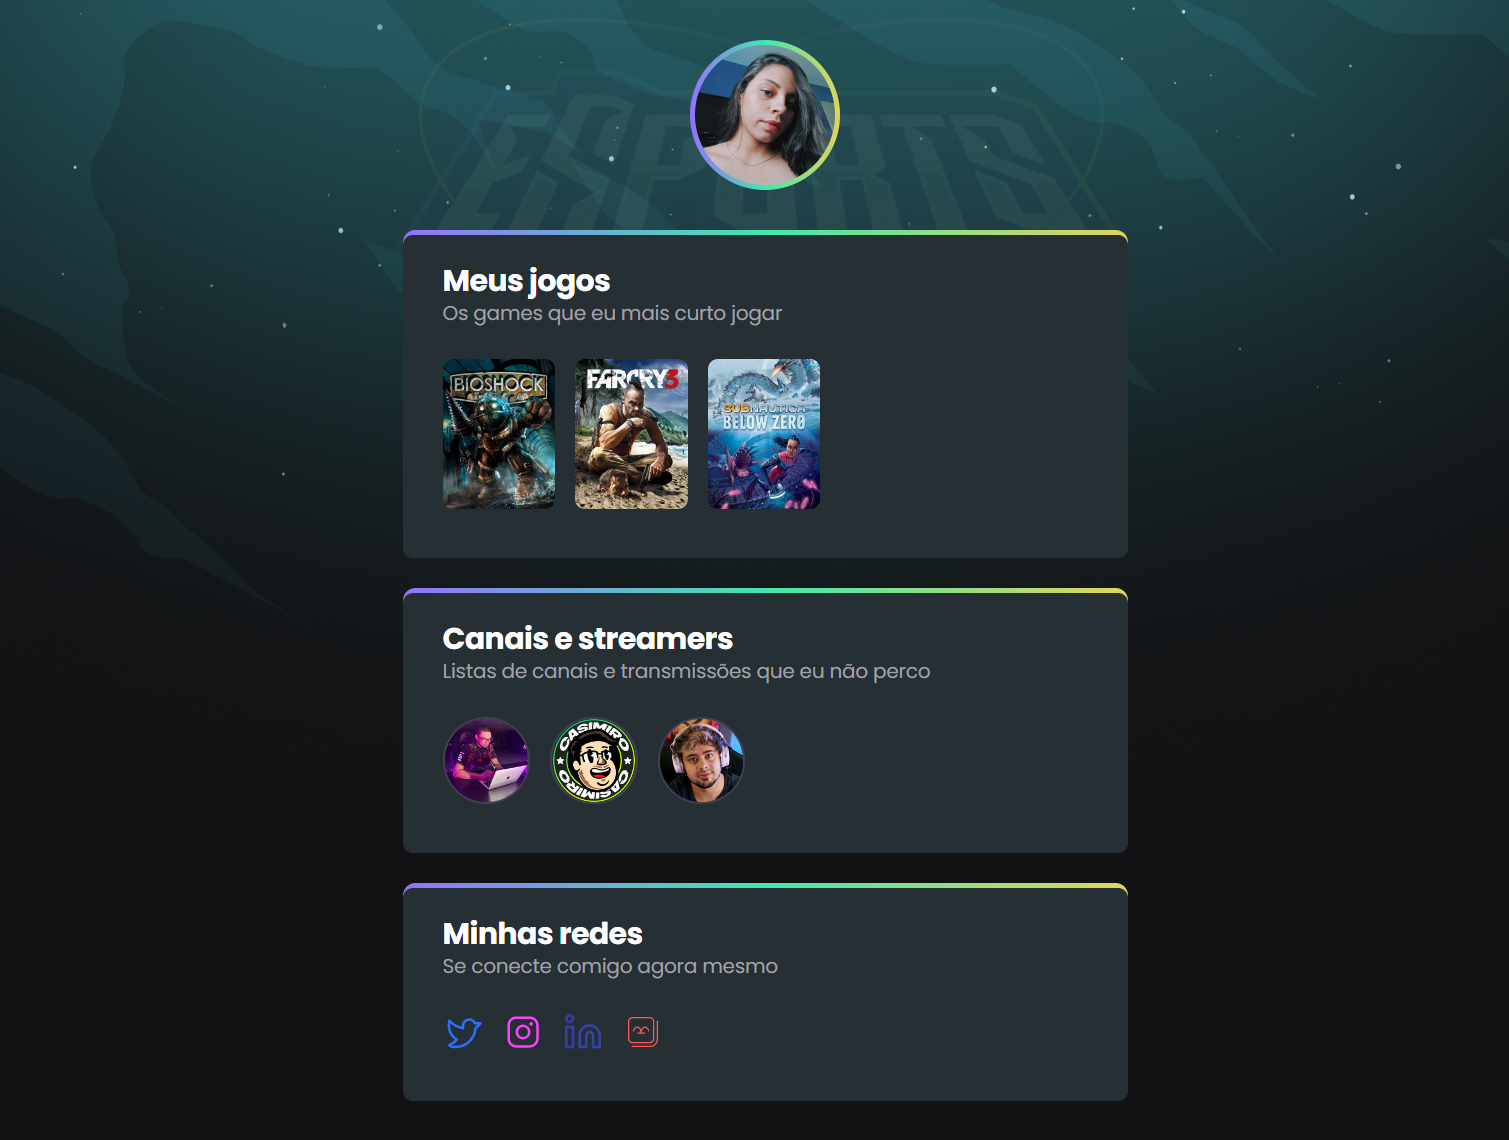 ESPORTS
Meus jogos
Os games que eu mais curto jogar
BIOSHOCK
FARCRY3
SUBNAUTICA
BELOW ZERO
Canais e streamers
Listas de canais e transmissões que eu não perco
CASIMIRO
CASIMIRO
Minhas redes
Se conecte comigo agora mesmo
in